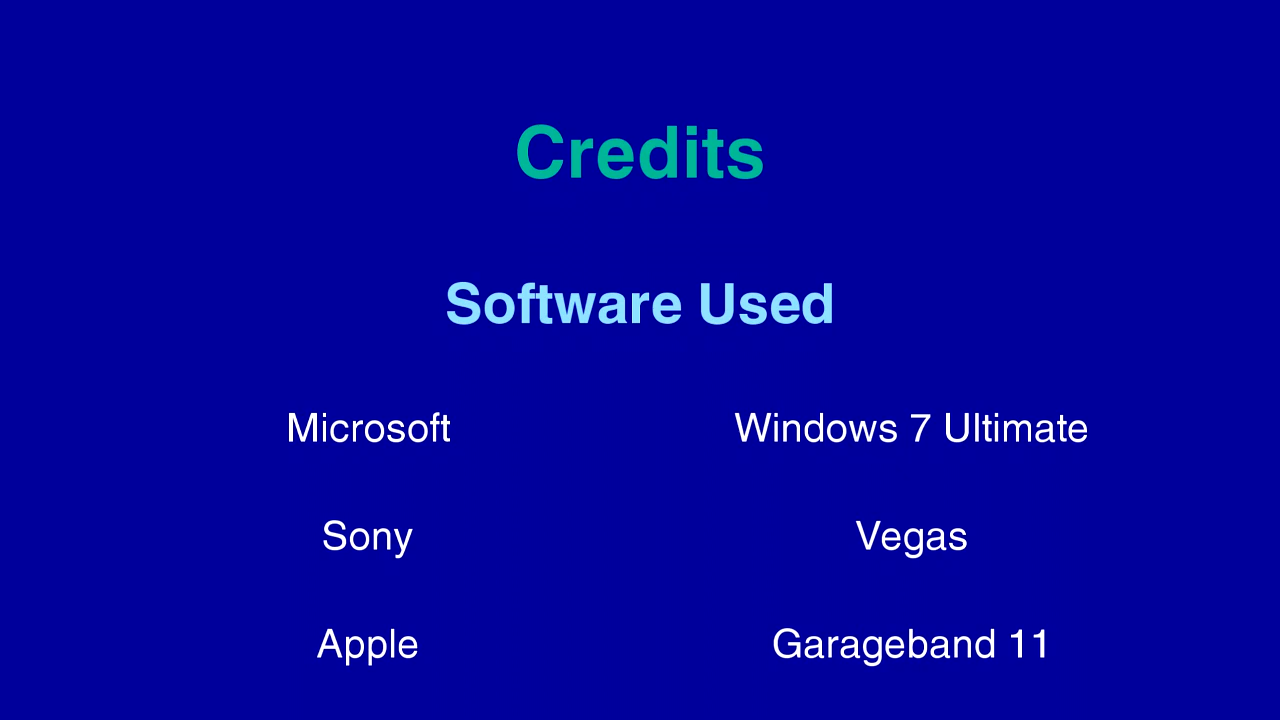 Credits
Software Used
Microsoft Windows 7 Ultimate
Sony Vegas
Apple Garageband 11